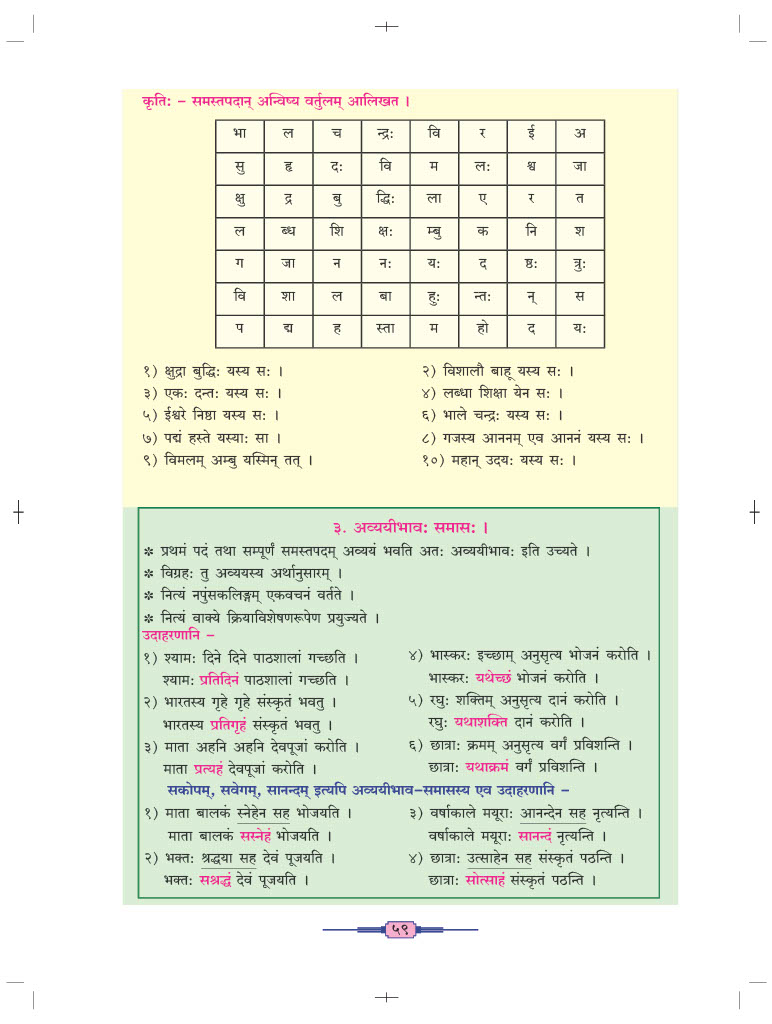 कृतिः – समस्तपदान् अन्विष्य वर्तुलम् आलिखत ।
भा ल च न्द्रः वि र ई अ
सु हृ दः वि म लः श्व जा
क्षु द्र बु द्धिः ला ए र त
ल ब्ध शि क्षः म्बु क नि श
ग जा न नः यः द ष्ठः त्रुः
वि शा ल बा हुः न्तः न् स
प द्म ह स्ता म हो द यः
१) क्षुद्रा बुद्धिः यस्य सः ।
२) विशालौ बाहू यस्य सः ।
३) एकः दन्तः यस्य सः ।
४) लब्धा शिक्षा येन सः ।
५) ईश्वरे निष्ठा यस्य सः ।
६) भाले चन्द्रः यस्य सः ।
७) पद्मं हस्ते यस्याः सा ।
८) गजस्य आननम् एव आननं यस्य सः ।
९) विमलम् अम्बु यस्मिन् तत् ।
१०) महान् उदयः यस्य सः ।
३. अव्ययीभावः समासः ।
✽ प्रथमं पदं तथा सम्पूर्णं समस्तपदम् अव्ययं भवति अतः अव्ययीभावः इति उच्यते ।
✽ विग्रहः तु अव्ययस्य अर्थानुसारम् ।
✽ नित्यं नपुंसकलिङ्गम् एकवचनं वर्तते ।
✽ नित्यं वाक्ये क्रियाविशेषणरूपेण प्रयुज्यते ।
उदाहरणानि –
१) श्यामः दिने दिने पाठशालां गच्छति ।
श्यामः प्रतिदिनं पाठशालां गच्छति ।
२) भारतस्य गृहे गृहे संस्कृतं भवतु ।
भारतस्य प्रतिगृहं संस्कृतं भवतु ।
३) माता अहनि अहनि देवपूजां करोति ।
माता प्रत्यहं देवपूजां करोति ।
४) भास्करः इच्छाम् अनुसृत्य भोजनं करोति ।
भास्करः यथेच्छं भोजनं करोति ।
५) रघुः शक्तिम् अनुसृत्य दानं करोति ।
रघुः यथाशक्ति दानं करोति ।
६) छात्राः क्रमम् अनुसृत्य वर्गं प्रविशन्ति ।
छात्राः यथाक्रमं वर्गं प्रविशन्ति ।
सकोपम्, सवेगम्, सानन्दम् इत्यपि अव्ययीभाव–समासस्य एव उदाहरणानि –
१) माता बालकं स्नेहेन सह भोजयति ।
माता बालकं सस्नेहं भोजयति ।
२) भक्तः श्रद्धया सह देवं पूजयति ।
भक्तः सश्रद्धं देवं पूजयति ।
३) वर्षाकाले मयूराः आनन्देन सह नृत्यन्ति ।
वर्षाकाले मयूराः सानन्दं नृत्यन्ति ।
४) छात्राः उत्साहेन सह संस्कृतं पठन्ति ।
छात्राः सोत्साहं संस्कृतं पठन्ति ।
५९